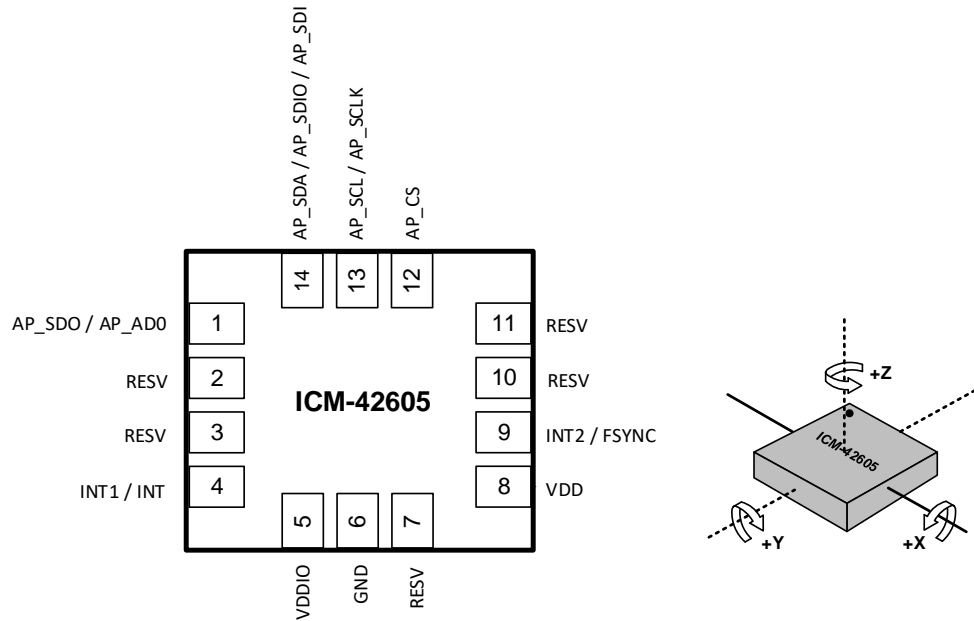 AP_SDA / AP_SDIO / AP_SDI
AP_SCL / AP_SCLK
AP_CS
14
13
12
AP_SDO / AP_AD0
1
11
RESV
RESV
2
10
RESV
ICM-42605
RESV
3
9
INT2 / FSYNC
INT1 / INT
4
8
VDD
5
6
7
VDDIO
GND
RESV
+Z
ICM-42605
+Y
+X